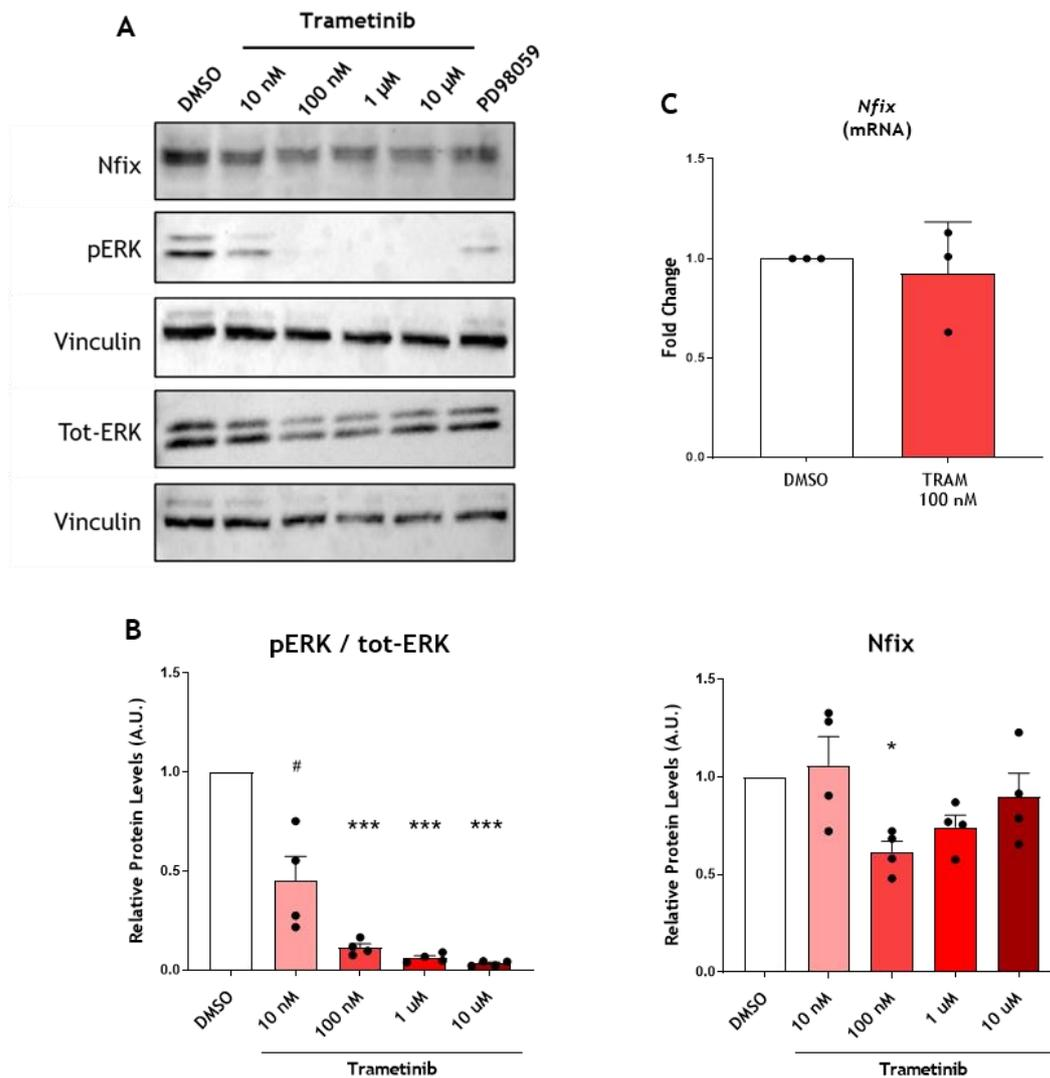 A
Trametinib
DMSO
10 nM
100 nM
1 µM
10 µM
PD98059
Nfix
pERK
Vinculin
Tot-ERK
Vinculin
C
Nfix
(mRNA)
Fold Change
1.5
1.0
0.5
0.0
DMSO
TRAM
100 nM
B
pERK / tot-ERK
Relative Protein Levels (A.U.)
1.5
1.0
0.5
0.0
#
***
***
***
DMSO
10 nM
100 nM
1 uM
10 uM
Trametinib
Nfix
Relative Protein Levels (A.U.)
1.5
1.0
0.5
0.0
*
DMSO
10 nM
100 nM
1 uM
10 uM
Trametinib